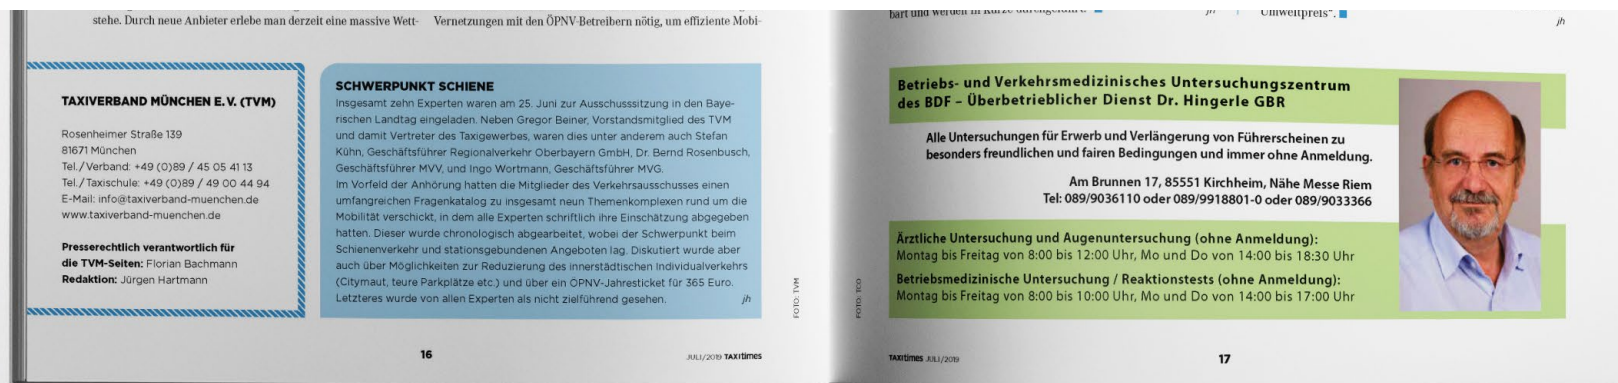 stehe. Durch neue Anbieter erlebe man derzeit eine massive Wett-
Vernetzungen mit den ÖPNV-Betreibern nötig, um effiziente Mobi-
TAXIVERBAND MÜNCHEN E. V. (TVM)
Rosenheimer Straße 139
81671 München
Tel./Verband: +49 (0)89 / 45 05 41 13
Tel./Taxischule: +49 (0)89 / 49 00 44 94
E-Mail: info@taxiverband-muenchen.de
www.taxiverband-muenchen.de
Presserechtlich verantwortlich für
die TVM-Seiten: Florian Bachmann
Redaktion: Jürgen Hartmann
SCHWERPUNKT SCHIENE
Insgesamt zehn Experten waren am 25. Juni zur Ausschusssitzung in den Baye-
rischen Landtag eingeladen. Neben Gregor Beiner, Vorstandsmitglied des TVM
und damit Vertreter des Taxigewerbes, waren dies unter anderem auch Stefan
Kühn, Geschäftsführer Regionalverkehr Oberbayern GmbH, Dr. Bernd Rosenbusch,
Geschäftsführer MVV, und Ingo Wortmann, Geschäftsführer MVG.
Im Vorfeld der Anhörung hatten die Mitglieder des Verkehrsausschusses einen
umfangreichen Fragenkatalog zu insgesamt neun Themenkomplexen rund um die
Mobilität verschickt, in dem alle Experten schriftlich ihre Einschätzung abgegeben
hatten. Dieser wurde chronologisch abgearbeitet, wobei der Schwerpunkt beim
Schienenverkehr und stationsgebundenen Angeboten lag. Diskutiert wurde aber
auch über Möglichkeiten zur Reduzierung des innerstädtischen Individualverkehrs
(Citymaut, teure Parkplätze etc.) und über ein ÖPNV-Jahresticket für 365 Euro.
Letzteres wurde von allen Experten als nicht zielführend gesehen. jh
FOTO: TVM
16
JULI/2019 TAXItimes
bart und werden in Kürze durchgeführt. jh
Umweltpreis“.
jh
Betriebs- und Verkehrsmedizinisches Untersuchungszentrum
des BDF – Überbetrieblicher Dienst Dr. Hingerle GBR
Alle Untersuchungen für Erwerb und Verlängerung von Führerscheinen zu
besonders freundlichen und fairen Bedingungen und immer ohne Anmeldung.
Am Brunnen 17, 85551 Kirchheim, Nähe Messe Riem
Tel: 089/9036110 oder 089/9918801-0 oder 089/9033366
Ärztliche Untersuchung und Augenuntersuchung (ohne Anmeldung):
Montag bis Freitag von 8:00 bis 12:00 Uhr, Mo und Do von 14:00 bis 18:30 Uhr
Betriebsmedizinische Untersuchung / Reaktionstests (ohne Anmeldung):
Montag bis Freitag von 8:00 bis 10:00 Uhr, Mo und Do von 14:00 bis 17:00 Uhr
FOTO: TCO
TAXItimes JULI/2019
17